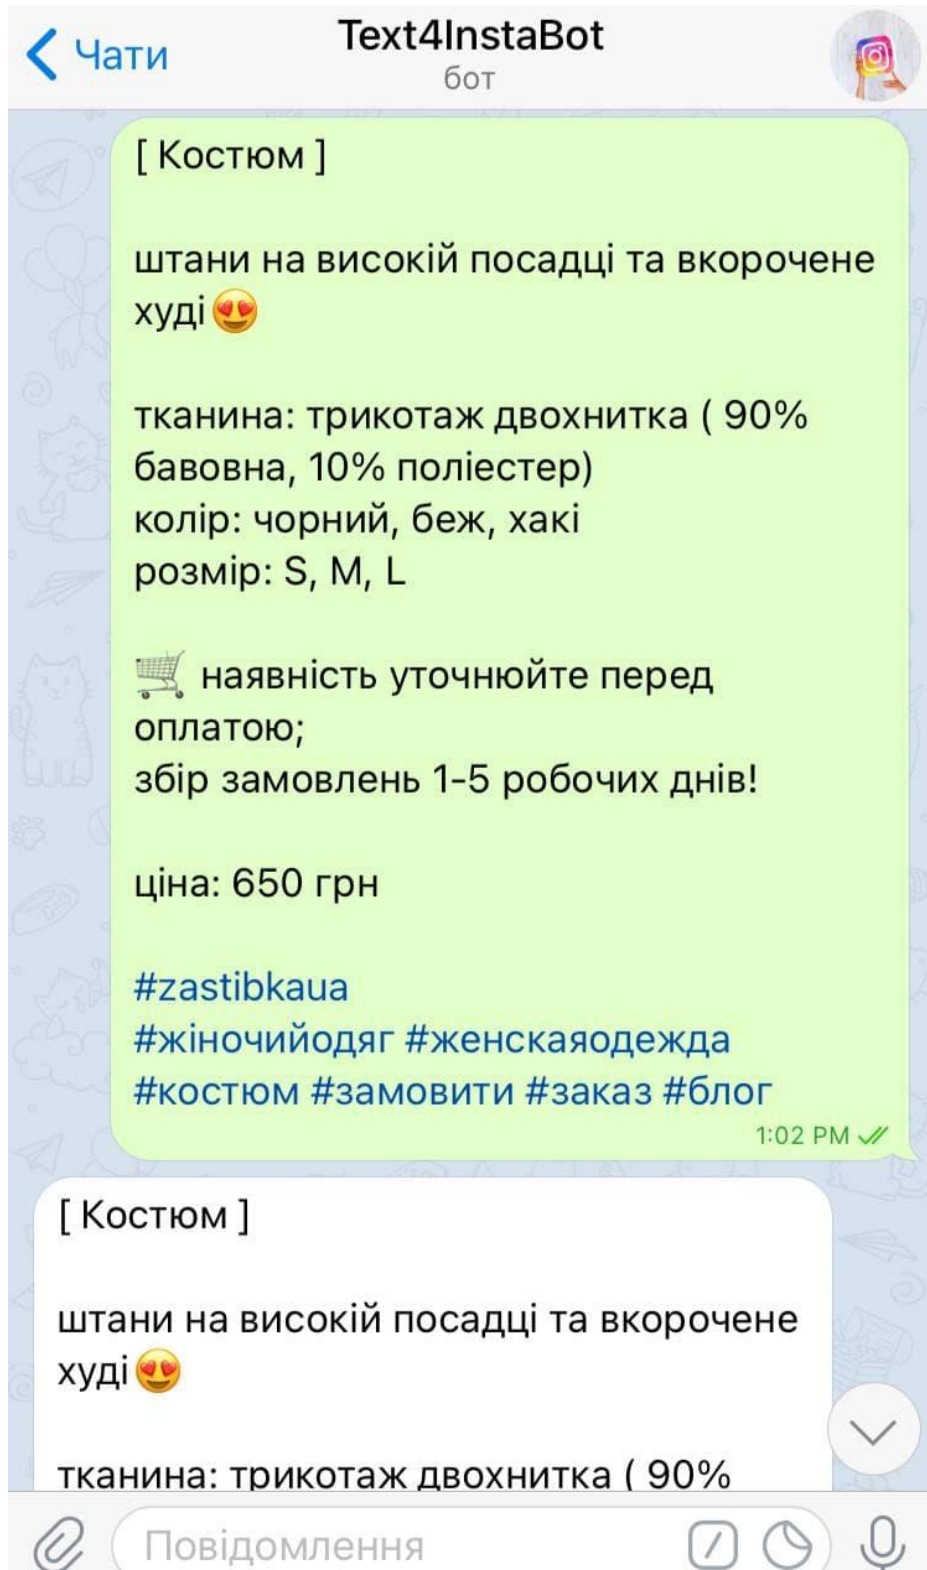 Чати
Text4InstaBot
бот
[ Костюм ]
штани на високій посадці та вкорочене
худі😍
тканина: трикотаж двохнитка ( 90%
бавовна, 10% поліестер)
колір: чорний, беж, хакі
розмір: S, M, L
🛒 наявність уточнюйте перед
оплатою;
збір замовлень 1-5 робочих днів!
ціна: 650 грн
#zastibkaua
#жіночийодяг #женскаяодежда
#костюм #замовити #заказ #блог
1:02 PM
[ Костюм ]
штани на високій посадці та вкорочене
худі😍
тканина: трикотаж двохнитка ( 90%
Повідомлення